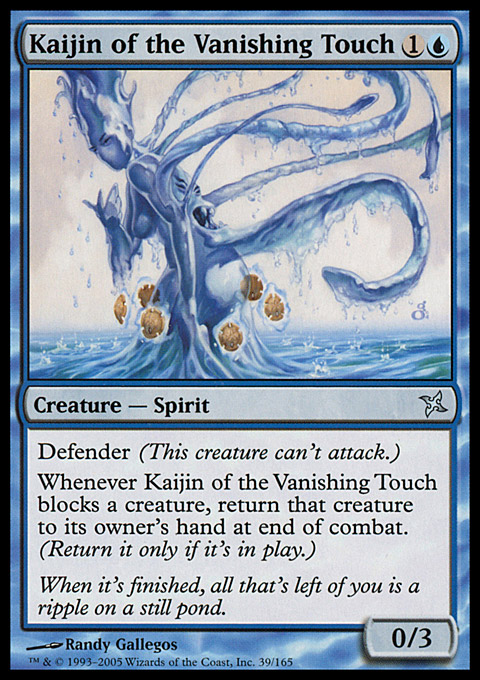 Kaijin of the Vanishing Touch 1
Creature — Spirit
Defender (This creature can't attack.)
Whenever Kaijin of the Vanishing Touch
blocks a creature, return that creature
to its owner's hand at end of combat.
(Return it only if it's in play.)
When it's finished, all that's left of you is a
ripple on a still pond.
Randy Gallegos
0/3
™ & © 1993–2005 Wizards of the Coast, Inc. 39/165